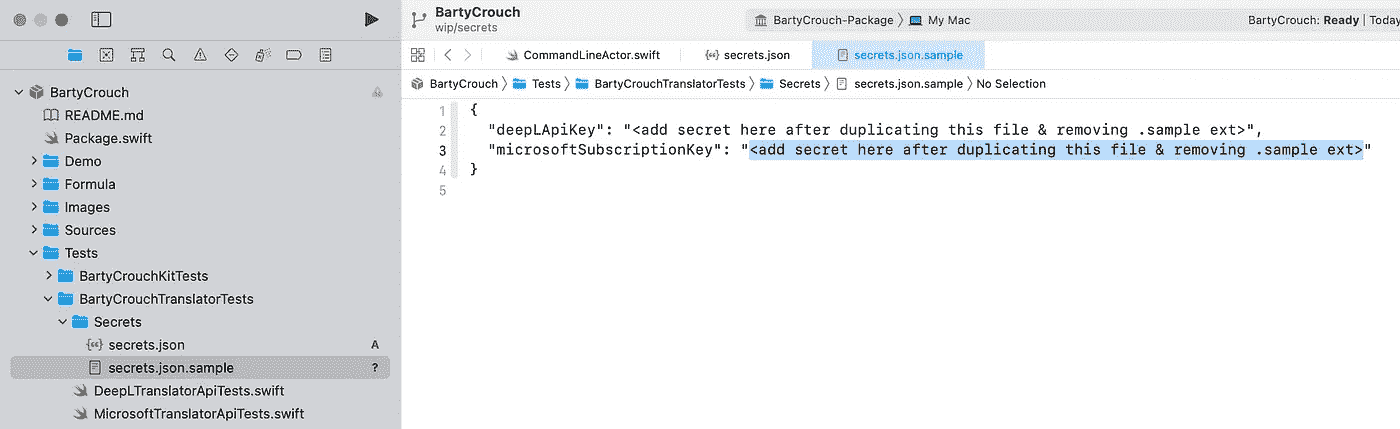 BartyCrouch
wip/secrets
BartyCrouch-Package
My Mac
BartyCrouch: Ready | Today
CommandLineActor.swift
secrets.json
secrets.json.sample
BartyCrouch
Tests
BartyCrouchTranslatorTests
Secrets
secrets.json.sample
No Selection
BartyCrouch
README.md
Package.swift
Demo
Formula
Images
Sources
Tests
BartyCrouchKitTests
BartyCrouchTranslatorTests
Secrets
secrets.json A
secrets.json.sample ?
DeepLTranslatorApiTests.swift
MicrosoftTranslatorApiTests.swift
1 {
2 "deepLApiKey": "<add secret here after duplicating this file & removing .sample ext>",
3 "microsoftSubscriptionKey": "<add secret here after duplicating this file & removing .sample ext>"
4 }
5